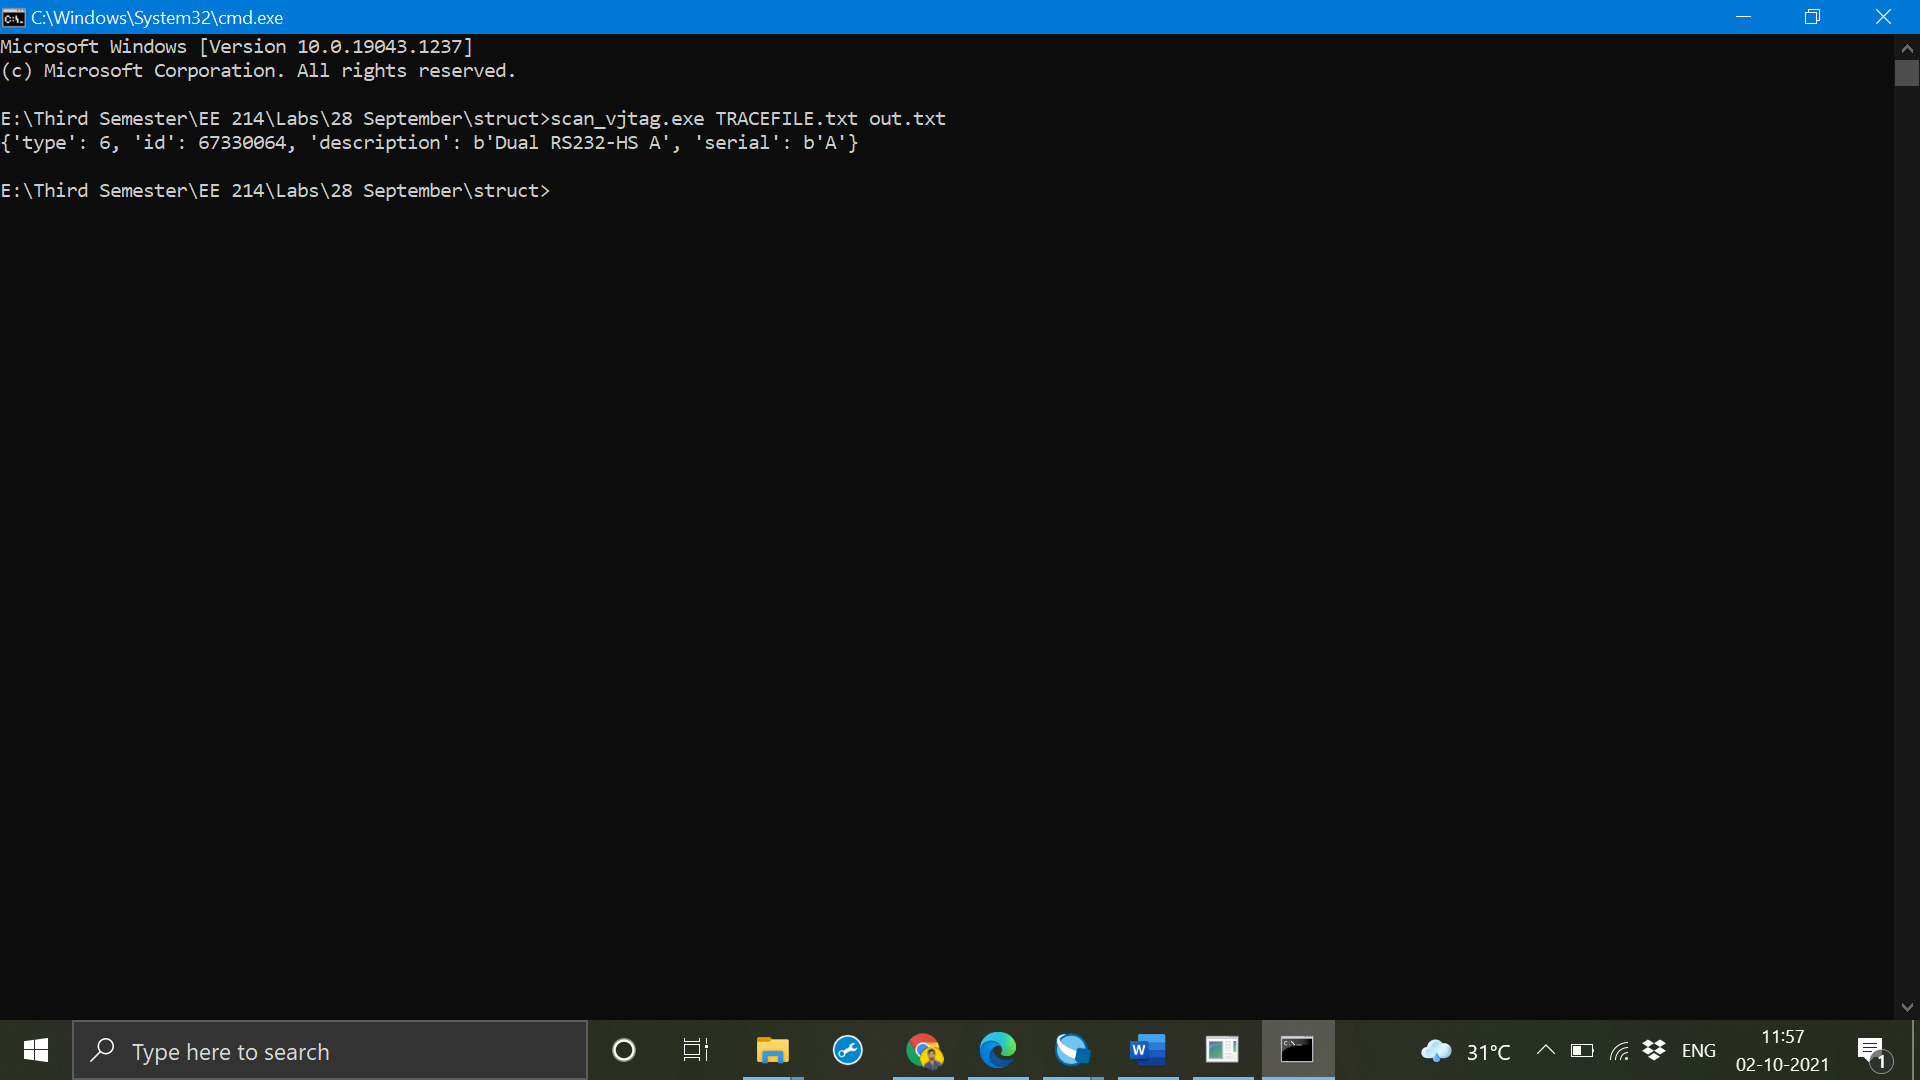 C:\Windows\System32\cmd.exe
Microsoft Windows [Version 10.0.19043.1237]
(c) Microsoft Corporation. All rights reserved.
E:\Third Semester\EE 214\Labs\28 September\struct>scan_vjtag.exe TRACEFILE.txt out.txt
{'type': 6, 'id': 67330064, 'description': b'Dual RS232-HS A', 'serial': b'A'}
E:\Third Semester\EE 214\Labs\28 September\struct>
Type here to search
W
31°C
ENG
11:57
02-10-2021
1